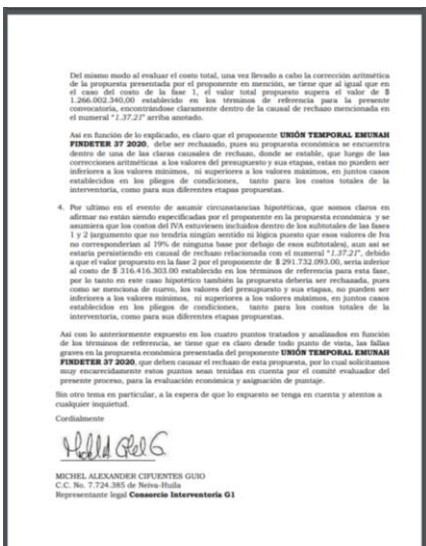 Del mismo modo al evaluar el costo total, una vez llevado a cabo la corrección aritmética
de la propuesta presentada por el proponente en mención, se tiene que al igual que en
el caso del costo de la fase 1, el valor total propuesto supera el valor de $
1.266.002.340,00 establecido en los términos de referencia para la presente
convocatoria, encontrándose claramente dentro de la causal de rechazo mencionada en
el numeral "1.37.21" arriba anotado.
Así en función de lo explicado, es claro que el proponente UNIÓN TEMPORAL EMUNAH
FINDETER 37 2020, debe ser rechazado, pues su propuesta económica se encuentra
dentro de una de las claras causales de rechazo, donde se estable, que luego de las
correcciones aritméticas a los valores del presupuesto y sus etapas, estas no pueden ser
inferiores a los valores mínimos, ni superiores a los valores máximos, en juntos casos
establecidos en los pliegos de condiciones, tanto para los costos totales de la
interventoría, como para sus diferentes etapas propuestas.
4. Por ultimo en el evento de asumir circunstancias hipotéticas, que somos claros en
afirmar no están siendo especificadas por el proponente en la propuesta económica y se
asumiera que los costos del IVA estuviesen incluidos dentro de los subtotales de las fases
1 y 2 (argumento que no tendría ningún sentido ni lógica puesto que esos valores de Iva
no corresponderían al 19% de ninguna base por debajo de esos subtotales), aun así se
estaría persistiendo en causal de rechazo relacionada con el numeral "1.37.21", debido
a que el valor propuesto en la fase 2 por el proponente de $ 291.732.093.00, seria inferior
al costo de $ 316.416.303.00 establecido en los términos de referencia para esta fase,
por lo tanto en este caso hipotético también la propuesta debería ser rechazada, pues
como se menciona de nuevo, los valores del presupuesto y sus etapas, no pueden ser
inferiores a los valores mínimos, ni superiores a los valores máximos, en juntos casos
establecidos en los pliegos de condiciones, tanto para los costos totales de la
interventoría, como para sus diferentes etapas propuestas.
Así con lo anteriormente expuesto en los cuatro puntos tratados y analizados en función
de los términos de referencia, se tiene que es claro desde todo punto de vista, las fallas
graves en la propuesta económica presentada del proponente UNIÓN TEMPORAL EMUNAH
FINDETER 37 2020, que deben causar el rechazo de esta propuesta, por lo cual solicitamos
muy encarecidamente estos puntos sean tenidas en cuenta por el comité evaluador del
presente proceso, para la evaluación económica y asignación de puntaje.
Sin otro tema en particular, a la espera de que lo expuesto se tenga en cuenta y atentos a
cualquier inquietud.
Cordialmente
MICHEL ALEXANDER CIFUENTES GUIO
C.C. No. 7.724.385 de Neiva-Huila
Representante legal Consorcio Interventoría G1